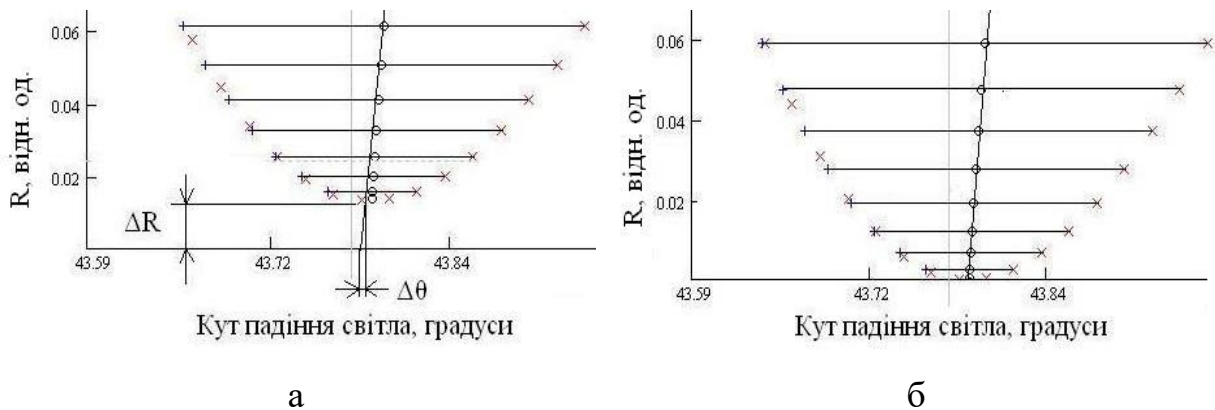 R, відн. од.
0.06
0.04
0.02
ΔR
43.59
43.72
43.84
Δθ
Кут падіння світла, градуси
а
R, відн. од.
0.06
0.04
0.02
43.59
43.72
43.84
Кут падіння світла, градуси
б